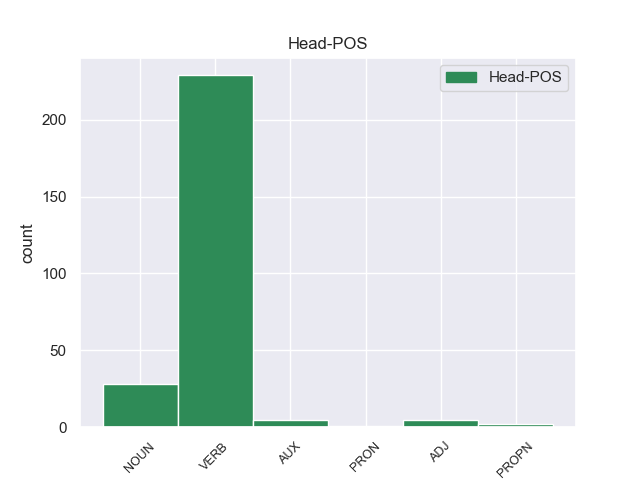 Head-POS
Head-POS
count
200
150
100
50
0
NOUN
VERB
AUX
PRON
ADJ
PROPN